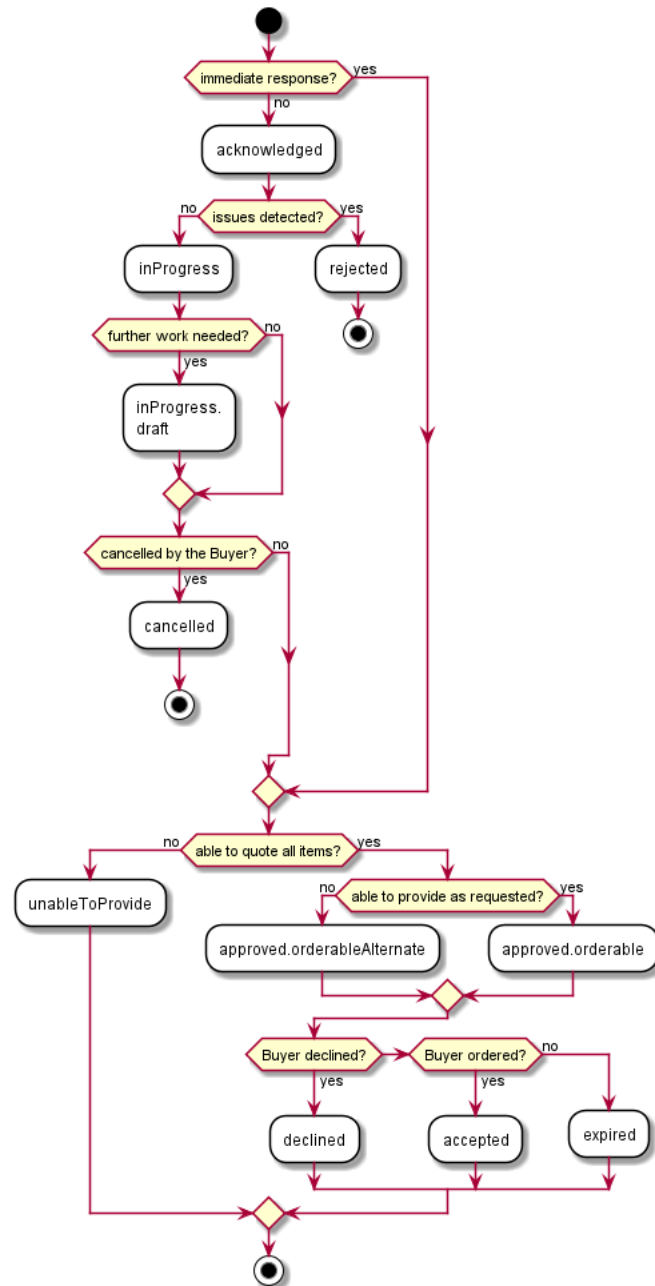 immediate response?
yes
no
acknowledged
no
issues detected?
yes
inProgress
rejected
further work needed?
no
yes
inProgress.
draft
cancelled by the Buyer?
no
yes
cancelled
no
able to quote all items?
yes
unableToProvide
no
able to provide as requested?
yes
approved.orderableAlternate
approved.orderable
Buyer declined?
Buyer ordered?
no
yes
yes
declined
accepted
expired